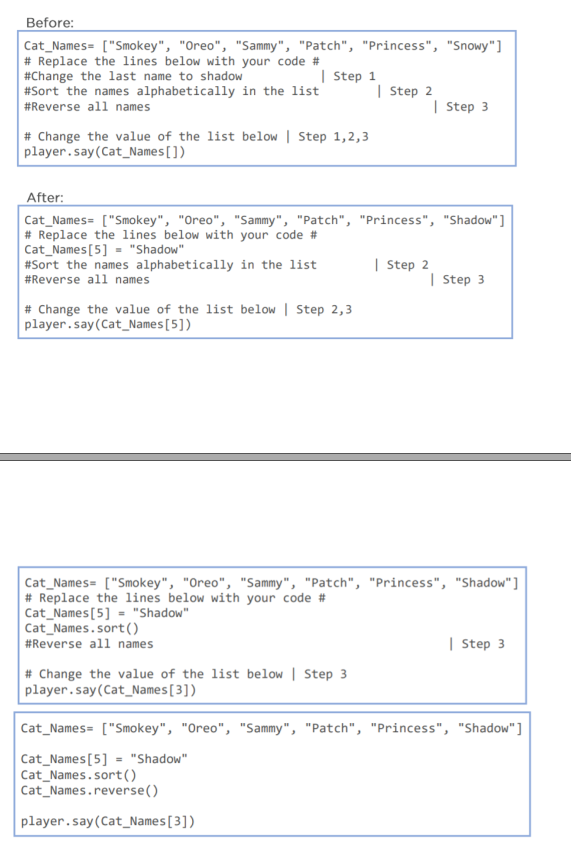 Before:
Cat_Names= ["Smokey", "Oreo", "Sammy", "Patch", "Princess", "Snowy"]
# Replace the lines below with your code #
#Change the last name to shadow | Step 1
#Sort the names alphabetically in the list | Step 2
#Reverse all names | Step 3
# Change the value of the list below | Step 1,2,3
player.say(Cat_Names[])
After:
Cat_Names= ["Smokey", "Oreo", "Sammy", "Patch", "Princess", "Shadow"]
# Replace the lines below with your code #
Cat_Names[5] = "Shadow"
#Sort the names alphabetically in the list | Step 2
#Reverse all names | Step 3
# Change the value of the list below | Step 2,3
player.say(Cat_Names[5])
Cat_Names= ["Smokey", "Oreo", "Sammy", "Patch", "Princess", "Shadow"]
# Replace the lines below with your code #
Cat_Names[5] = "Shadow"
Cat_Names.sort()
#Reverse all names | Step 3
# Change the value of the list below | Step 3
player.say(Cat_Names[3])
Cat_Names= ["Smokey", "Oreo", "Sammy", "Patch", "Princess", "Shadow"]
Cat_Names[5] = "Shadow"
Cat_Names.sort()
Cat_Names.reverse()
player.say(Cat_Names[3])